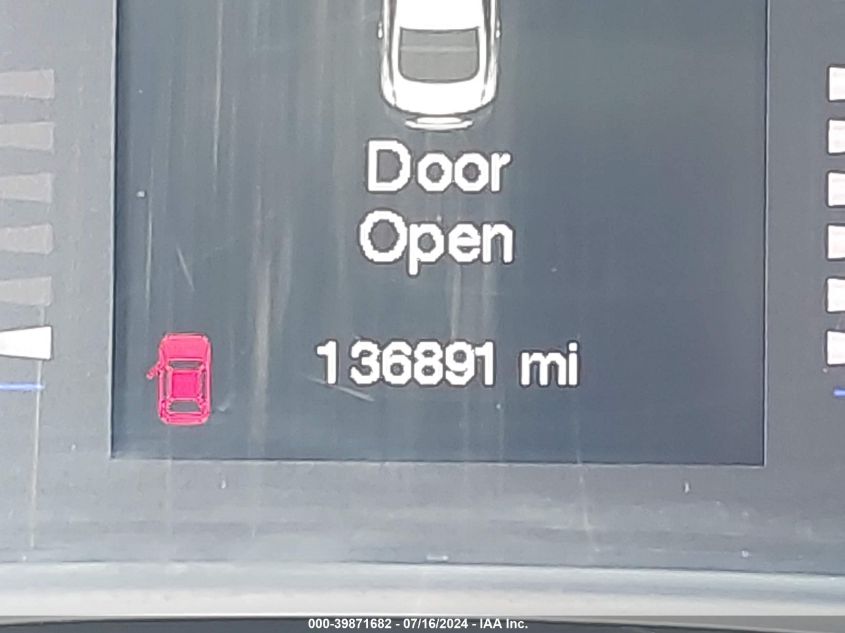 Door
Open
136891 mi
000-39871682 - 07/16/2024 - IAA Inc.